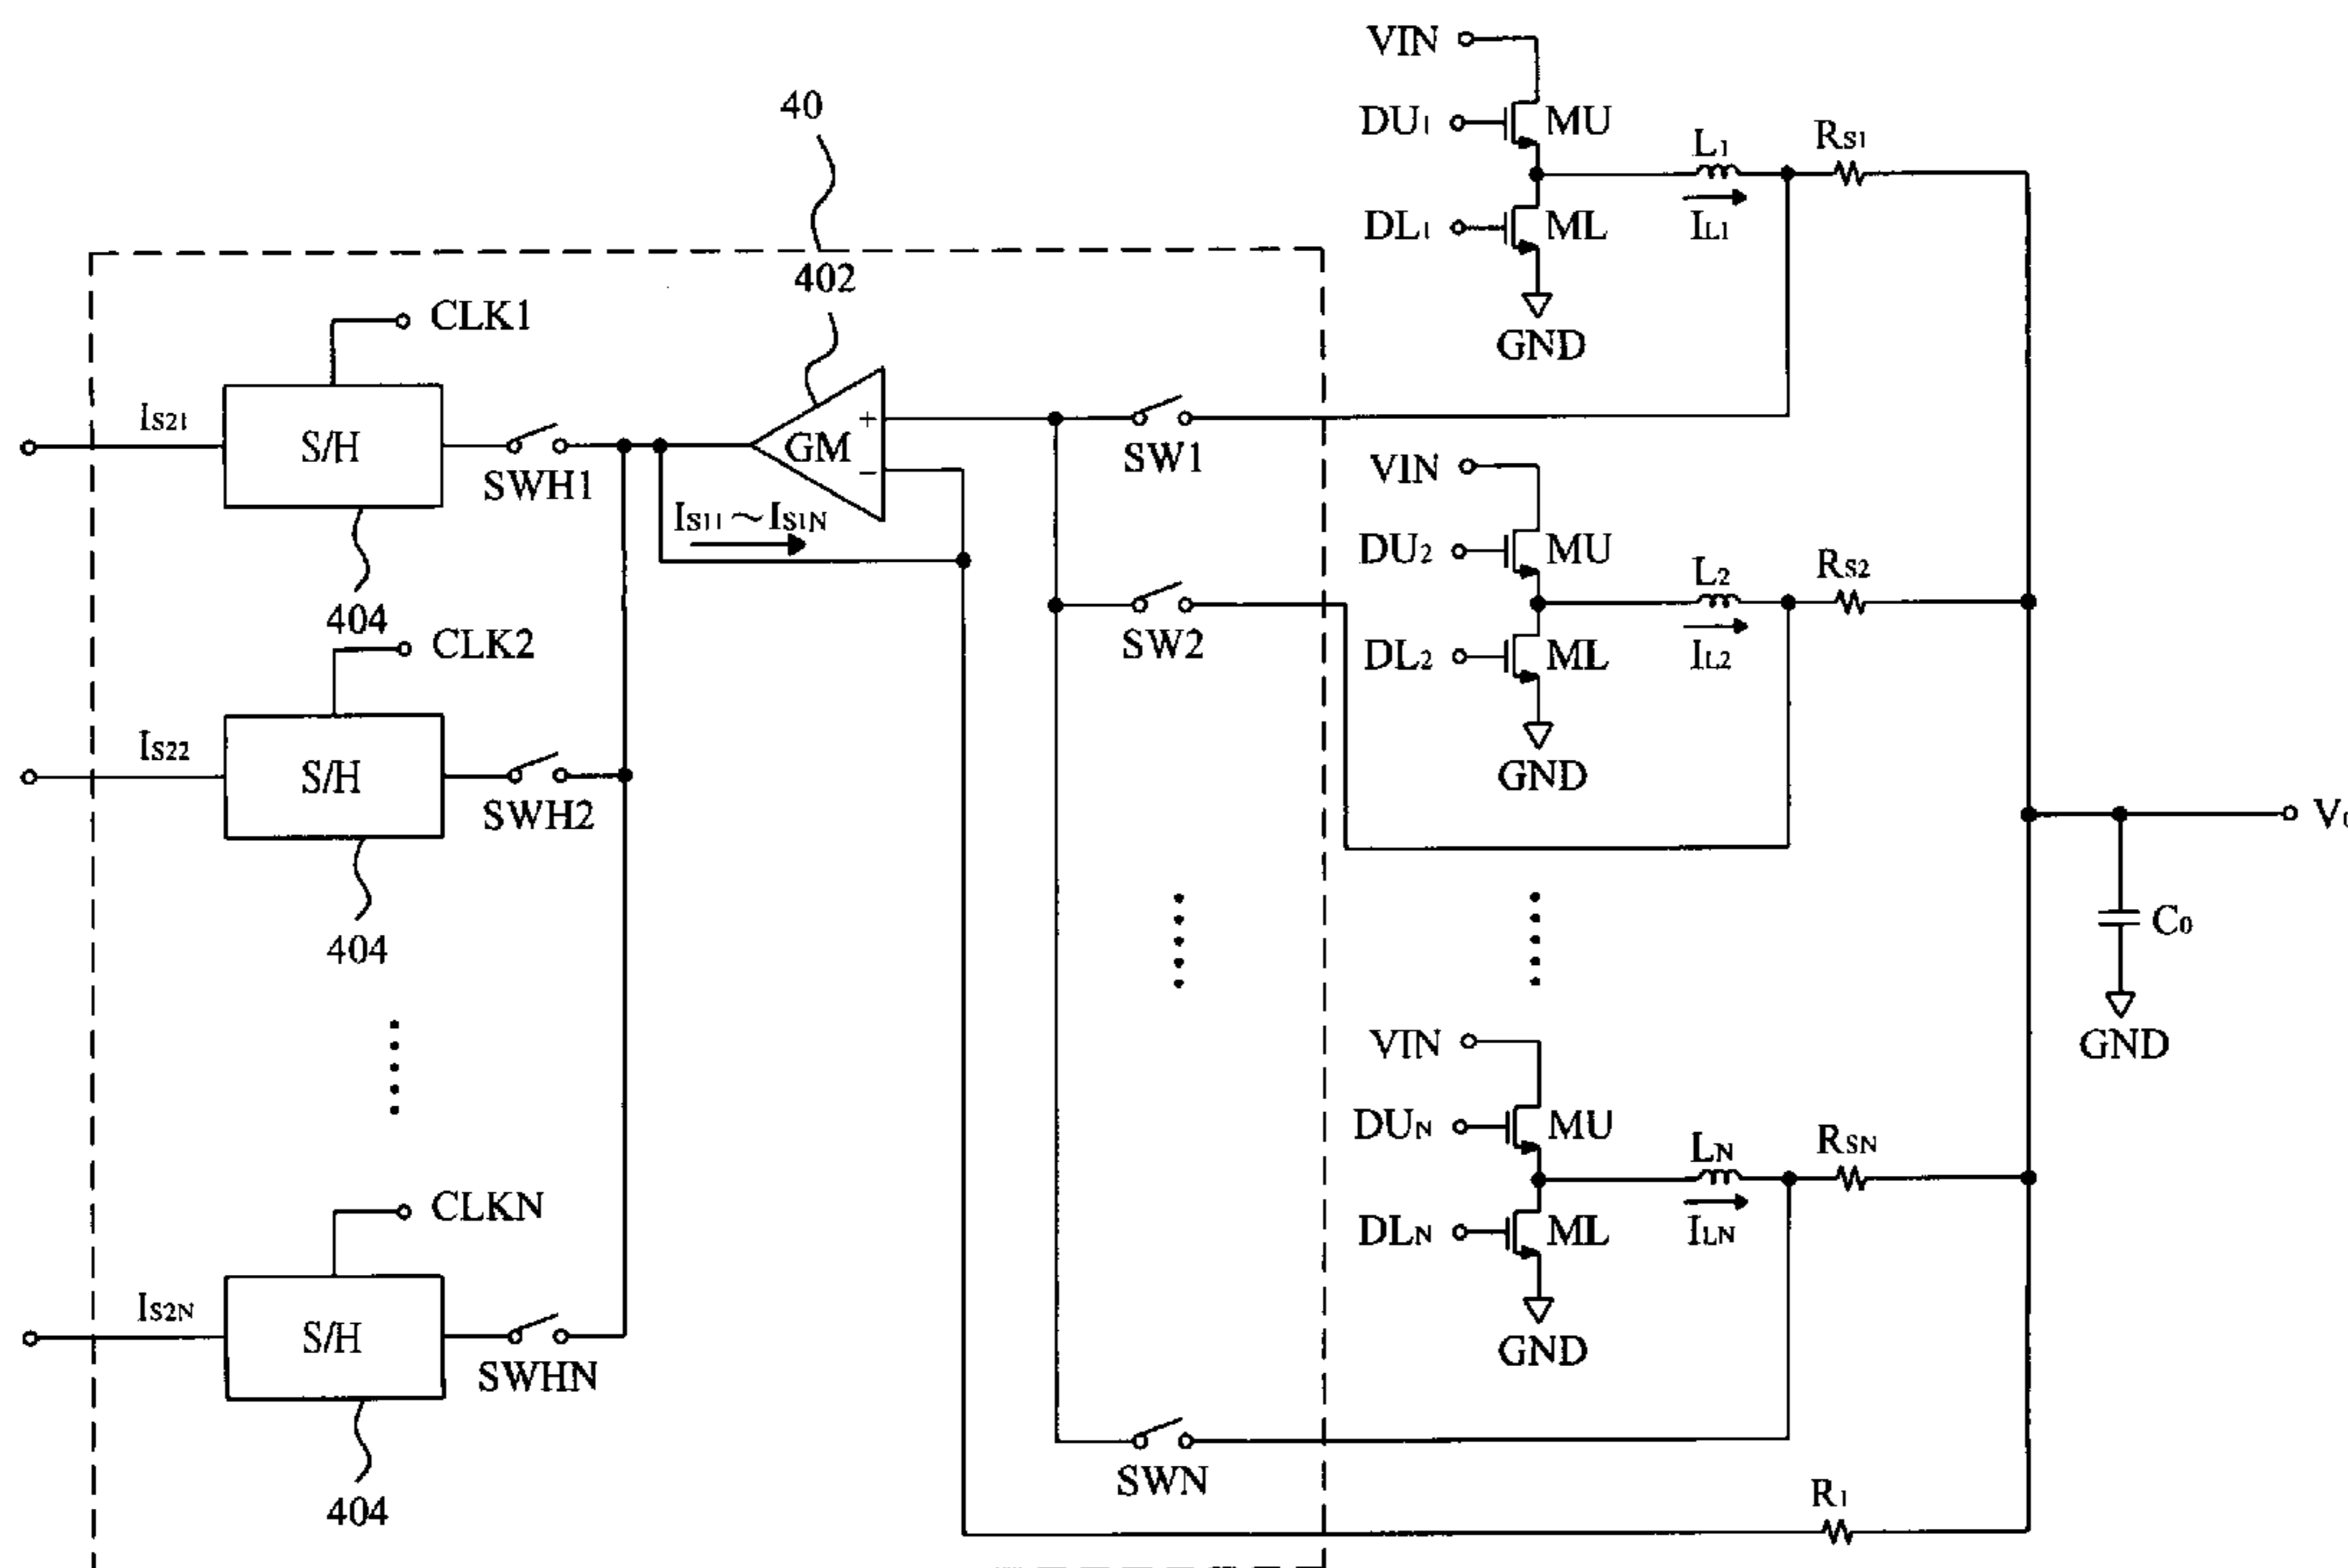 VIN
40
DU1
MU
L1
RS1
DL1
ML
IL1
402
CLK1
GND
IS21
S/H
SWH1
GM
+
−
SW1
VIN
IS11~IS1N
404
DU2
MU
L2
RS2
CLK2
SW2
DL2
ML
IL2
IS22
S/H
SWH2
GND
404
C0
VIN
GND
DUN
MU
LN
RSN
CLKN
DLN
ML
ILN
IS2N
S/H
SWHN
GND
SWN
404
R1